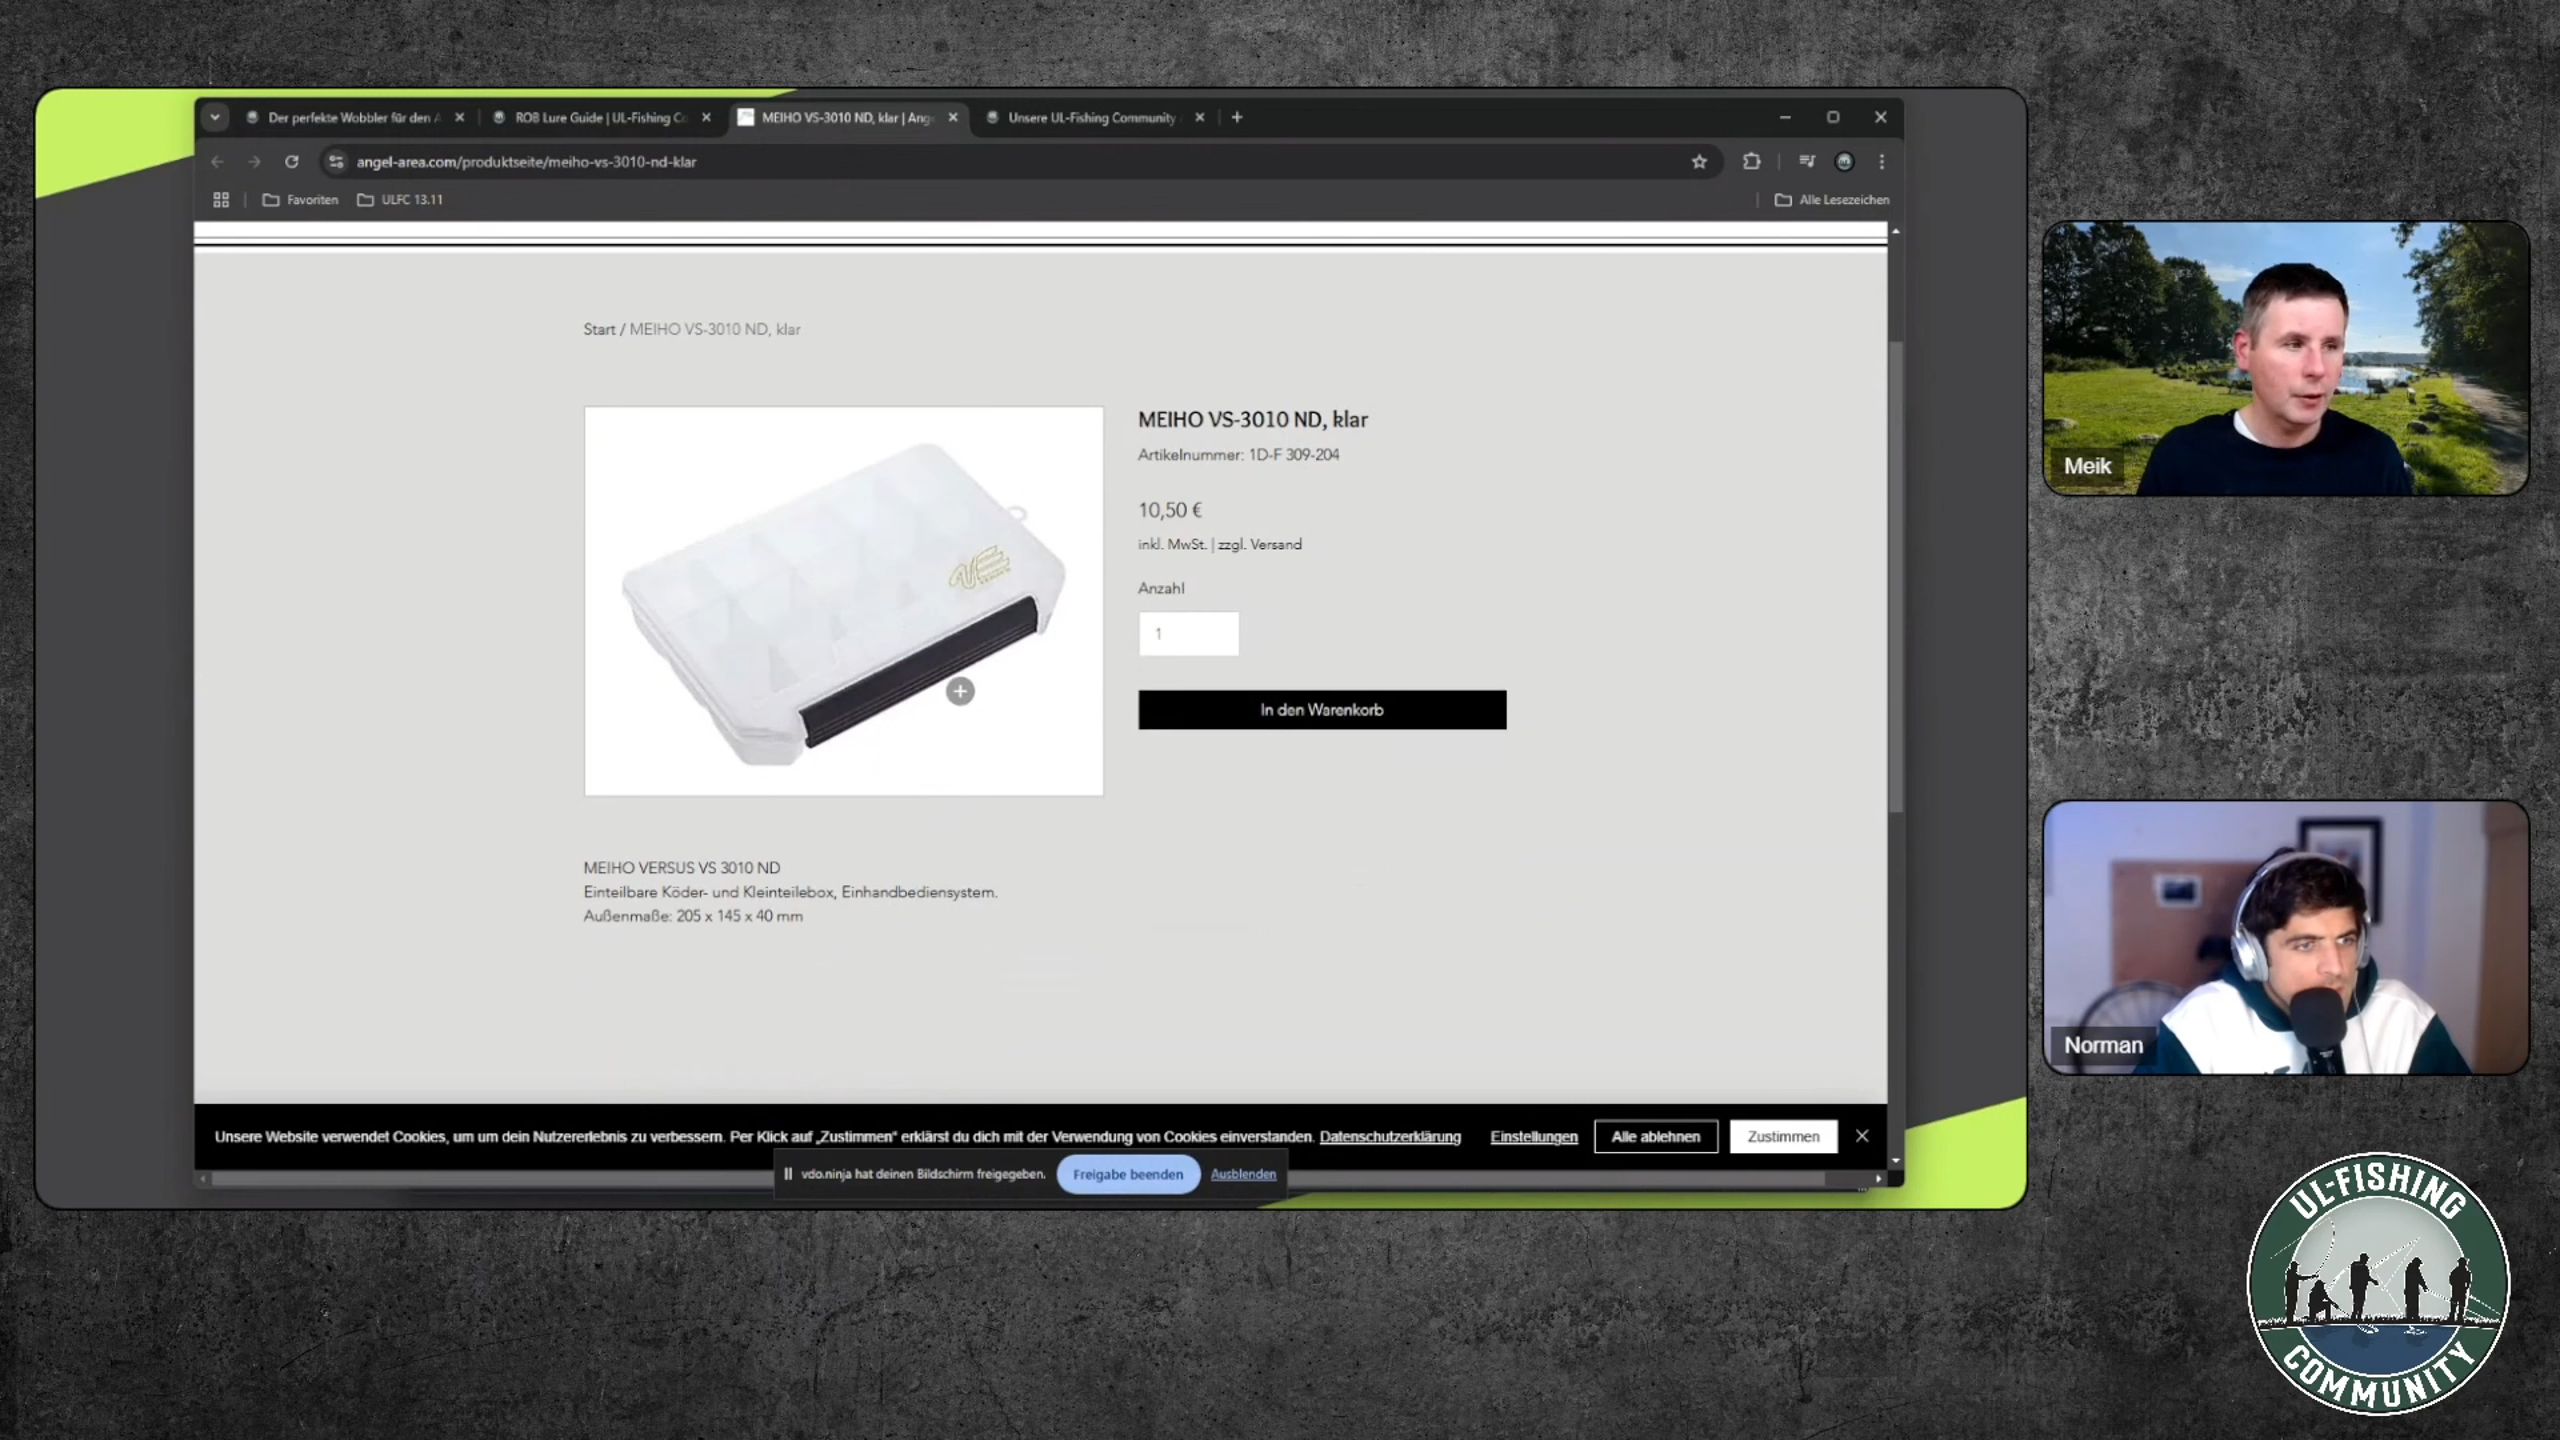 Der perfekte Wobbler für den A
ROB Lure Guide | UL-Fishing Co
MEIHO VS-3010 ND, klar | Ang
Unsere UL-Fishing Community
angel-area.com/produktseite/meiho-vs-3010-nd-klar
Favoriten
ULFC 13.11
Alle Lesezeichen
Start / MEIHO VS-3010 ND, klar
MEIHO VS-3010 ND, klar
Artikelnummer: 1D-F 309-204
10,50 €
inkl. MwSt. | zzgl. Versand
Anzahl
1
In den Warenkorb
MEIHO VERSUS VS 3010 ND
Einteilbare Köder- und Kleinteilebox, Einhandbediensystem.
Außenmaße: 205 x 145 x 40 mm
Unsere Website verwendet Cookies, um um dein Nutzererlebnis zu verbessern. Per Klick auf „Zustimmen" erklärst du dich mit der Verwendung von Cookies einverstanden. Datenschutzerklärung
Einstellungen
Alle ablehnen
Zustimmen
vdo.ninja hat deinen Bildschirm freigegeben.
Freigabe beenden
Ausblenden
Meik
Norman
UL-FISHING
COMMUNITY